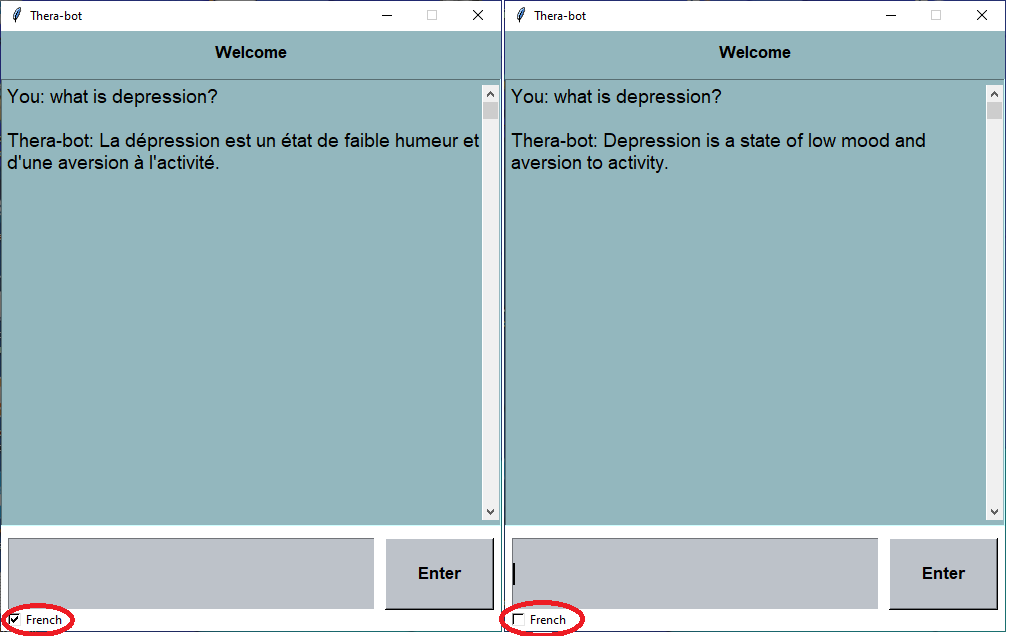 Thera-bot
Welcome
You: what is depression?
Thera-bot: La dépression est un état de faible humeur et
d'une aversion à l'activité.
Enter
French
Thera-bot
Welcome
You: what is depression?
Thera-bot: Depression is a state of low mood and
aversion to activity.
Enter
French